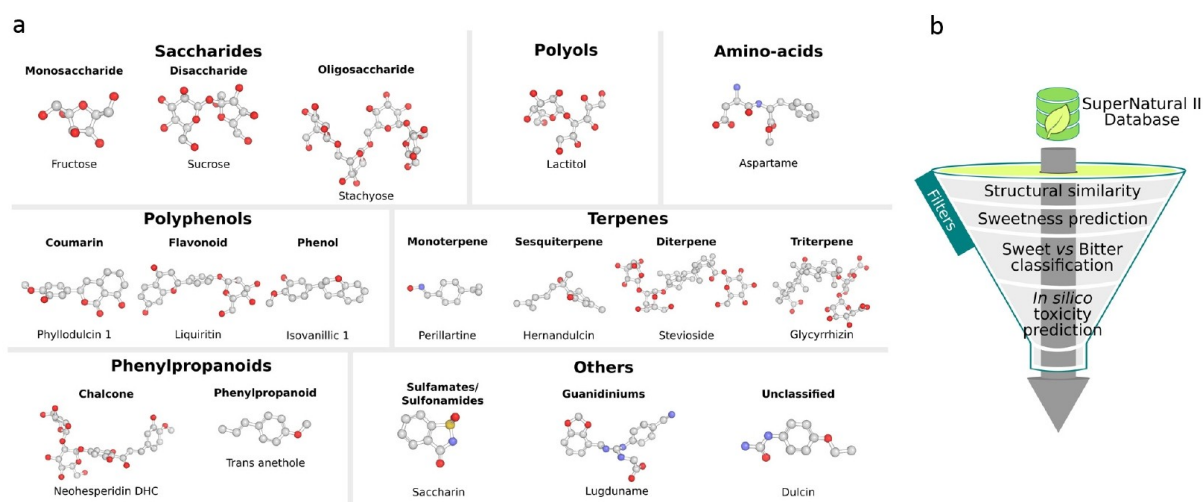 a
Saccharides
Monosaccharide
Disaccharide
Oligosaccharide
Fructose
Sucrose
Stachyose
Polyols
Lactitol
Amino-acids
Aspartame
Polyphenols
Coumarin
Flavonoid
Phenol
Phyllodulcin 1
Liquiritin
Isovanillic 1
Terpenes
Monoterpene
Sesquiterpene
Diterpene
Triterpene
Perillartine
Hernandulcin
Stevioside
Glycyrrhizin
Phenylpropanoids
Chalcone
Phenylpropanoid
Neohesperidin DHC
Trans anethole
Others
Sulfamates/
Sulfonamides
Guanidiniums
Unclassified
Saccharin
Lugduname
Dulcin
b
SuperNatural II
Database
Filters
Structural similarity
Sweetness prediction
Sweet vs Bitter
classification
In silico
toxicity
prediction